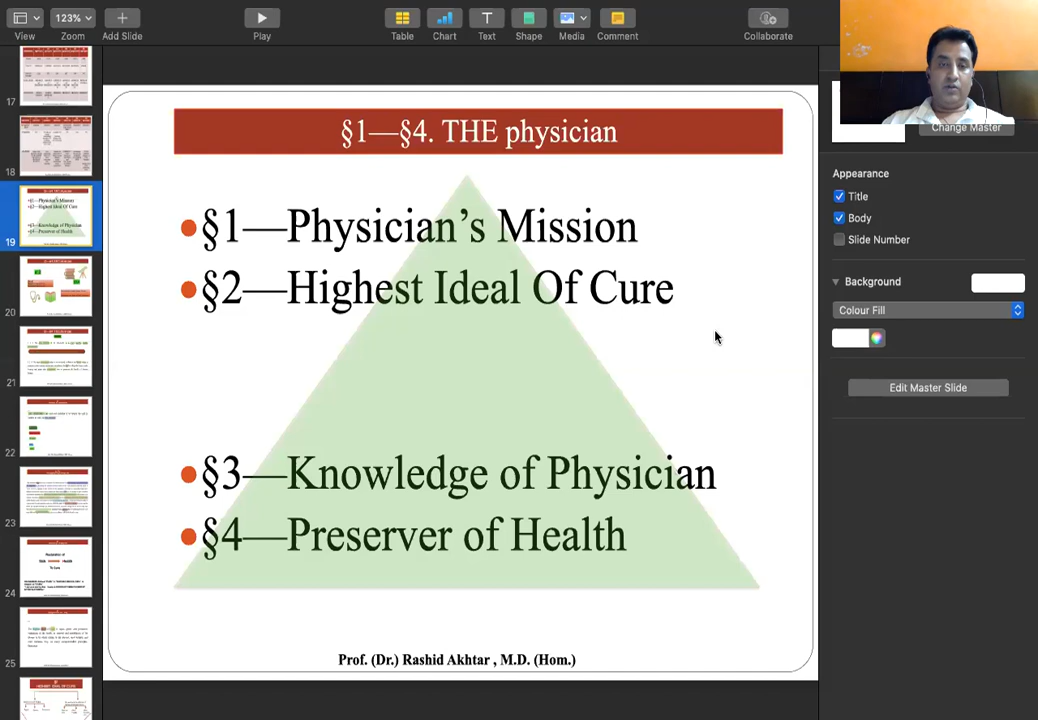 123%
View
Zoom
Add Slide
Play
Table
Chart
Text
Shape
Media
Comment
Collaborate
17
18
19
20
21
22
23
24
25
§1—§4. THE physician
•§1—Physician's Mission
•§2—Highest Ideal Of Cure
•§3—Knowledge of Physician
•§4—Preserver of Health
Prof. (Dr.) Rashid Akhtar , M.D. (Hom.)
Change Master
Appearance
Title
Body
Slide Number
Background
Colour Fill
Edit Master Slide